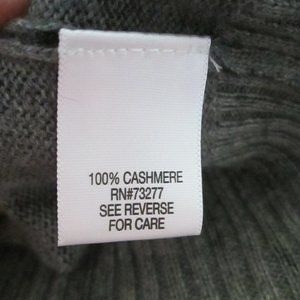 100% CASHMERE
RN#73277
SEE REVERSE
FOR CARE